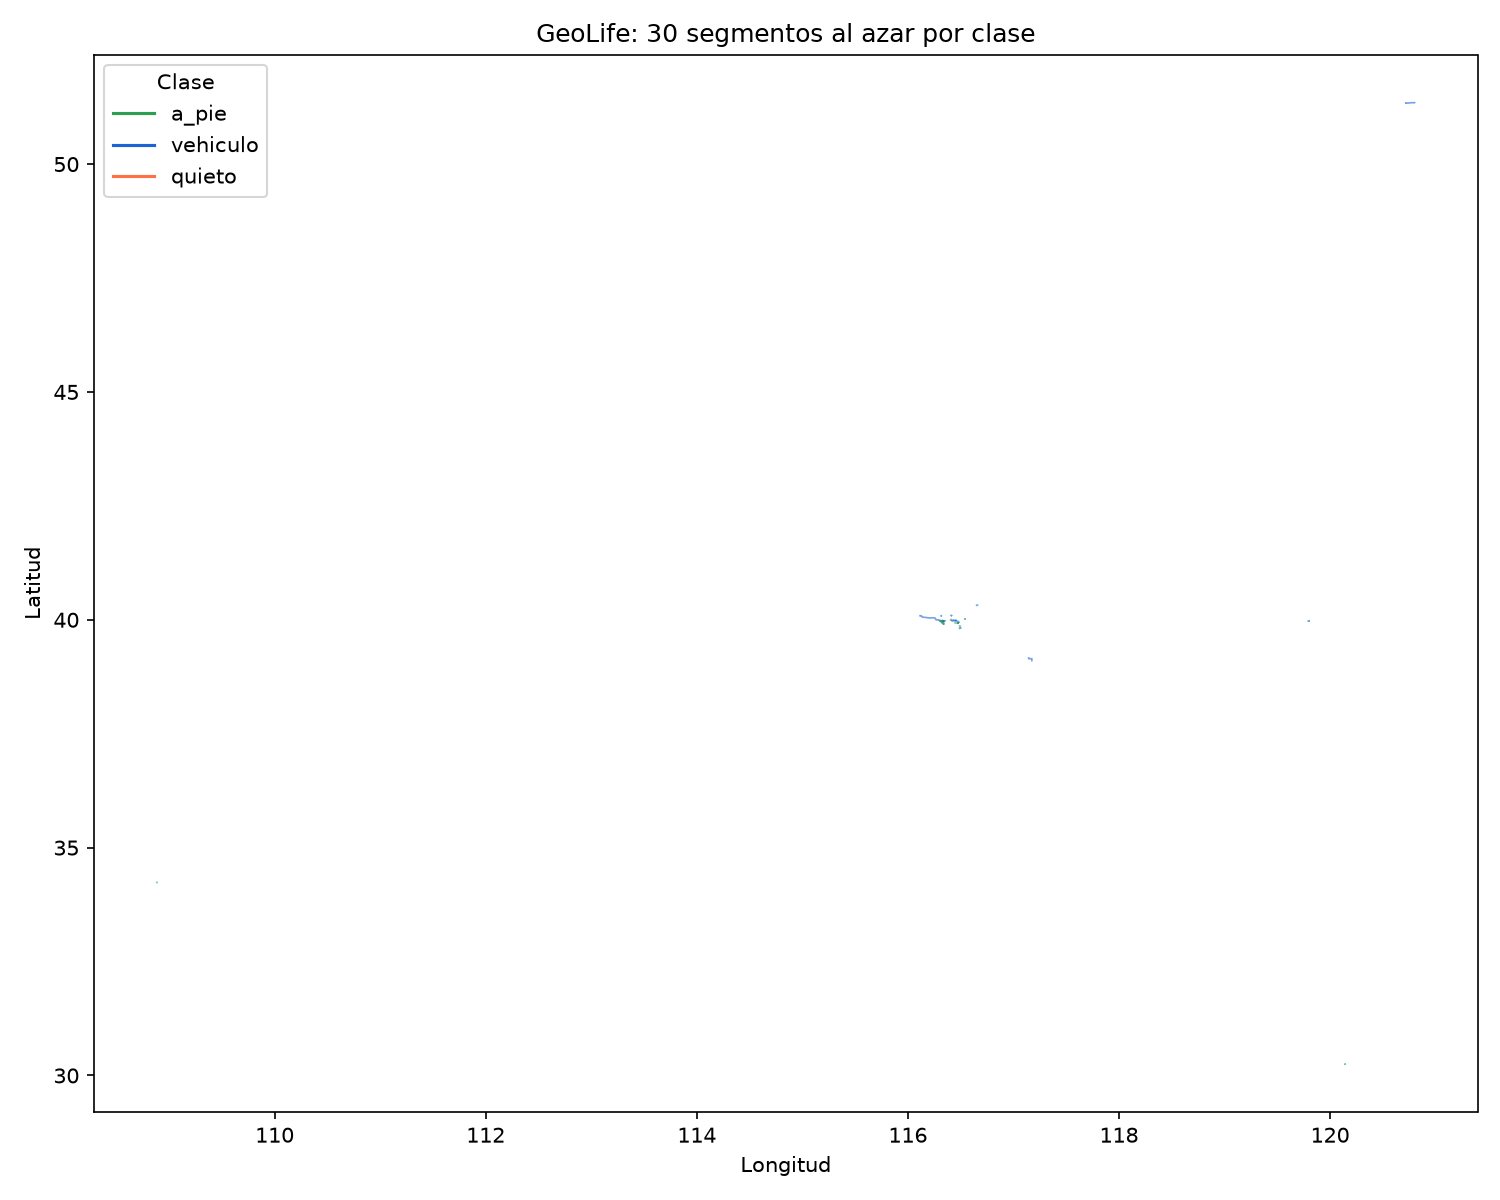 GeoLife: 30 segmentos al azar por clase
Clase
a_pie
vehiculo
quieto
50
45
40
35
30
Latitud
110
112
114
116
118
120
Longitud